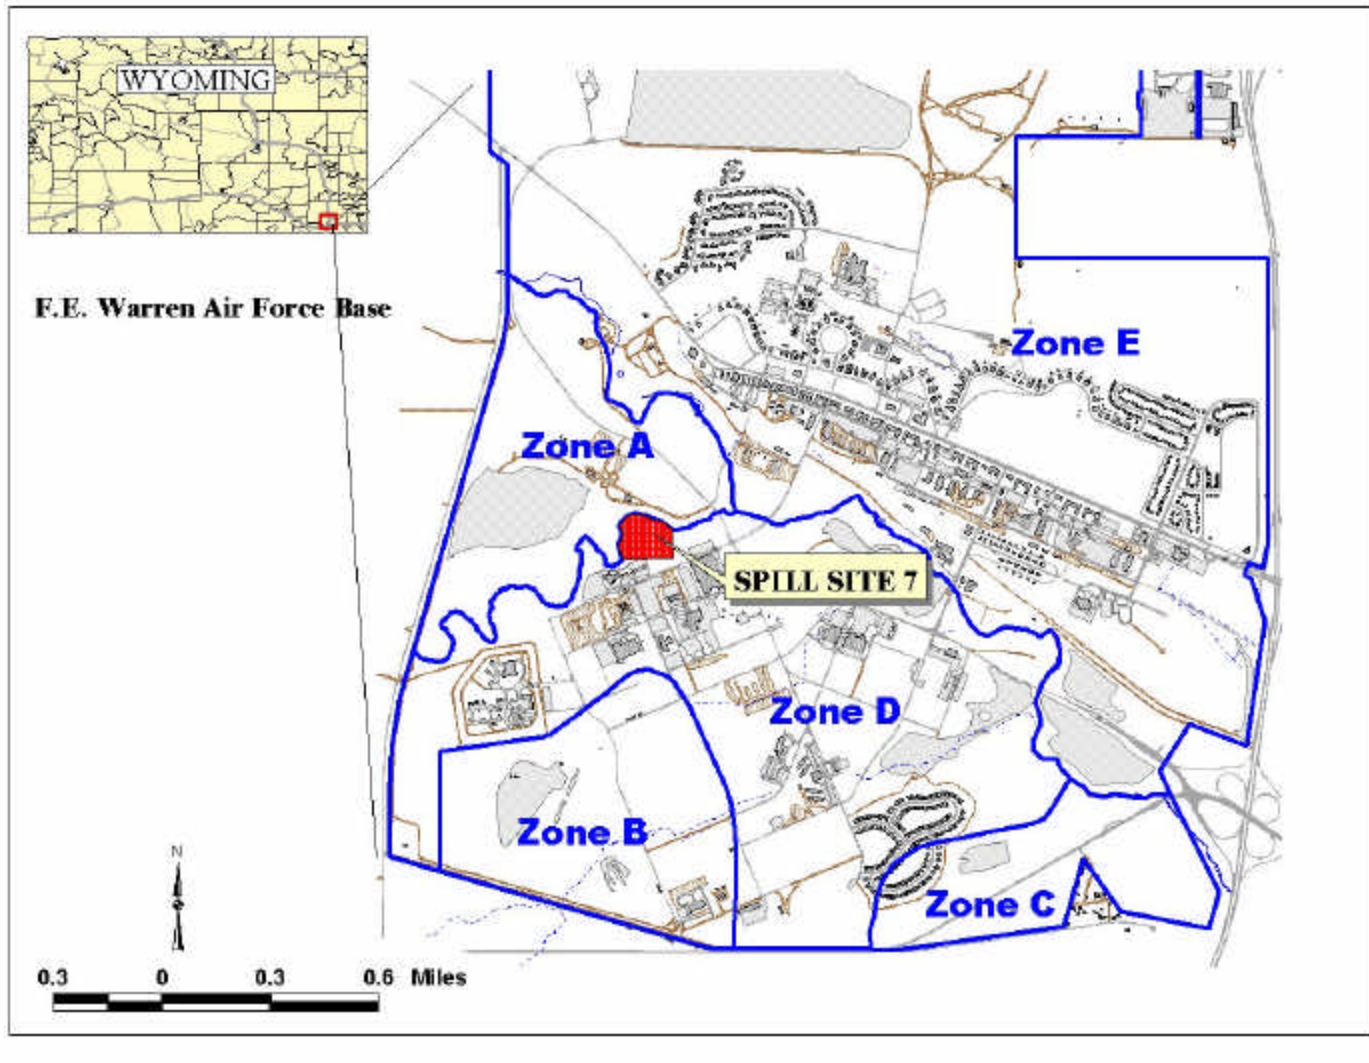 WYOMING
F.E. Warren Air Force Base
Zone E
Zone A
SPILL SITE 7
Zone D
Zone B
Zone C
N
0.3 0 0.3 0.6 Miles